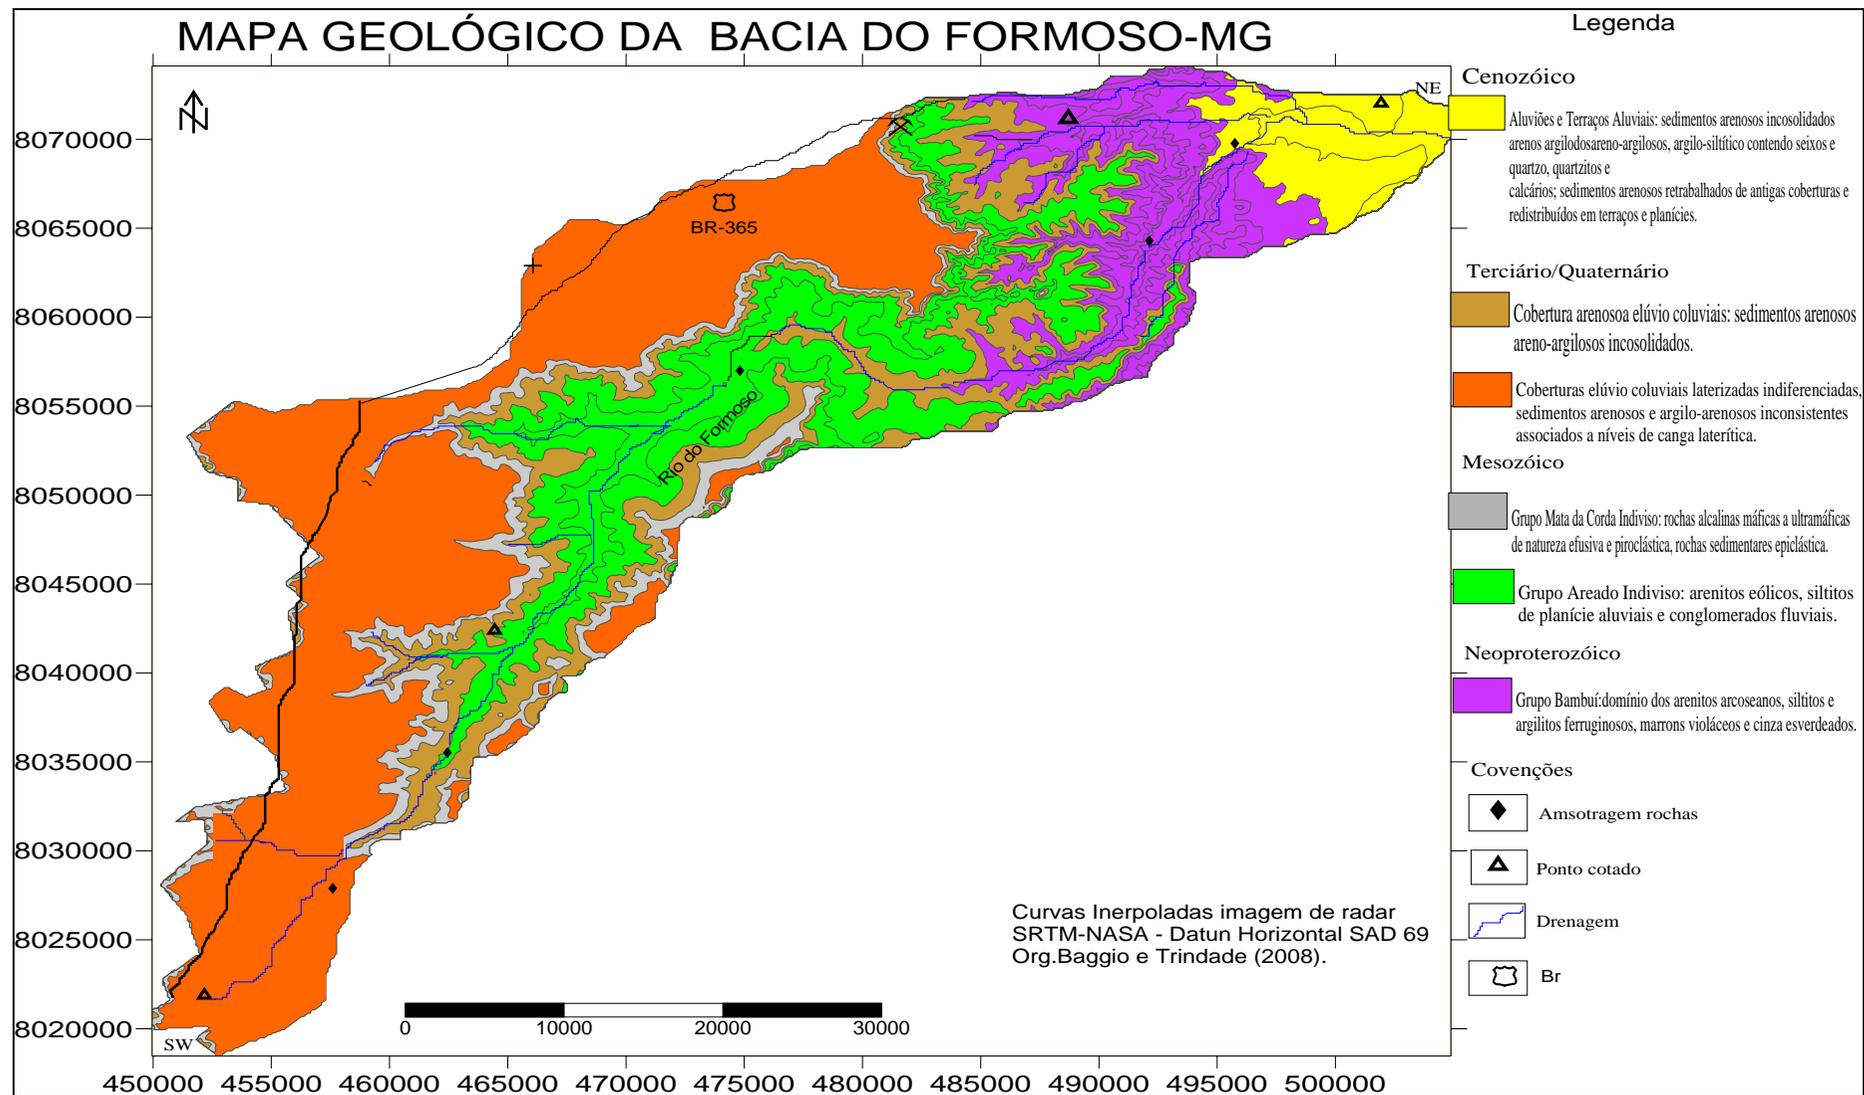 MAPA GEOLÓGICO DA BACIA DO FORMOSO-MG
Legenda
NE
8070000
8065000
8060000
8055000
8050000
8045000
8040000
8035000
8030000
8025000
8020000
BR-365
Rio do Formoso
SW
Curvas Inerpoladas imagem de radar
SRTM-NASA - Datun Horizontal SAD 69
Org.Baggio e Trindade (2008).
0 10000 20000 30000
450000 455000 460000 465000 470000 475000 480000 485000 490000 495000 500000
Cenozóico
Aluviões e Terraços Aluviais: sedimentos arenosos incosolidados
arenos argilodosareno-argilosos, argilo-siltítico contendo seixos e
quartzo, quartzitos e
calcários; sedimentos arenosos retrabalhados de antigas coberturas e
redistribuídos em terraços e planícies.
Terciário/Quaternário
Cobertura arenosoa elúvio coluviais: sedimentos arenosos
areno-argilosos incosolidados.
Coberturas elúvio coluviais laterizadas indiferenciadas,
sedimentos arenosos e argilo-arenosos inconsistentes
associados a níveis de canga laterítica.
Mesozóico
Grupo Mata da Corda Indiviso: rochas alcalinas máficas a ultramáficas
de natureza efusiva e piroclástica, rochas sedimentares epiclástica.
Grupo Areado Indiviso: arenitos eólicos, siltitos
de planície aluviais e conglomerados fluviais.
Neoproterozóico
Grupo Bambuí:domínio dos arenitos arcoseanos, siltitos e
argilitos ferruginosos, marrons violáceos e cinza esverdeados.
Covenções
Amsotragem rochas
Ponto cotado
Drenagem
Br